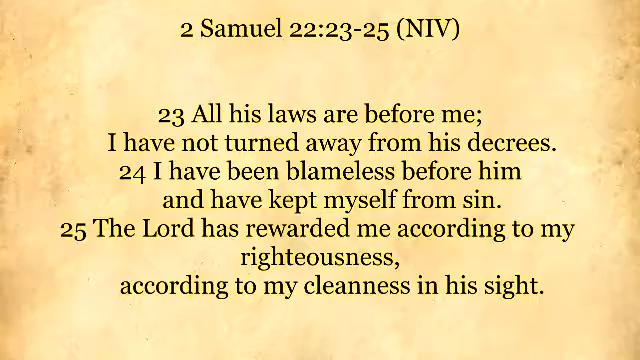 2 Samuel 22:23-25 (NIV)
23 All his laws are before me;
I have not turned away from his decrees.
24 I have been blameless before him
and have kept myself from sin.
25 The Lord has rewarded me according to my
righteousness,
according to my cleanness in his sight.